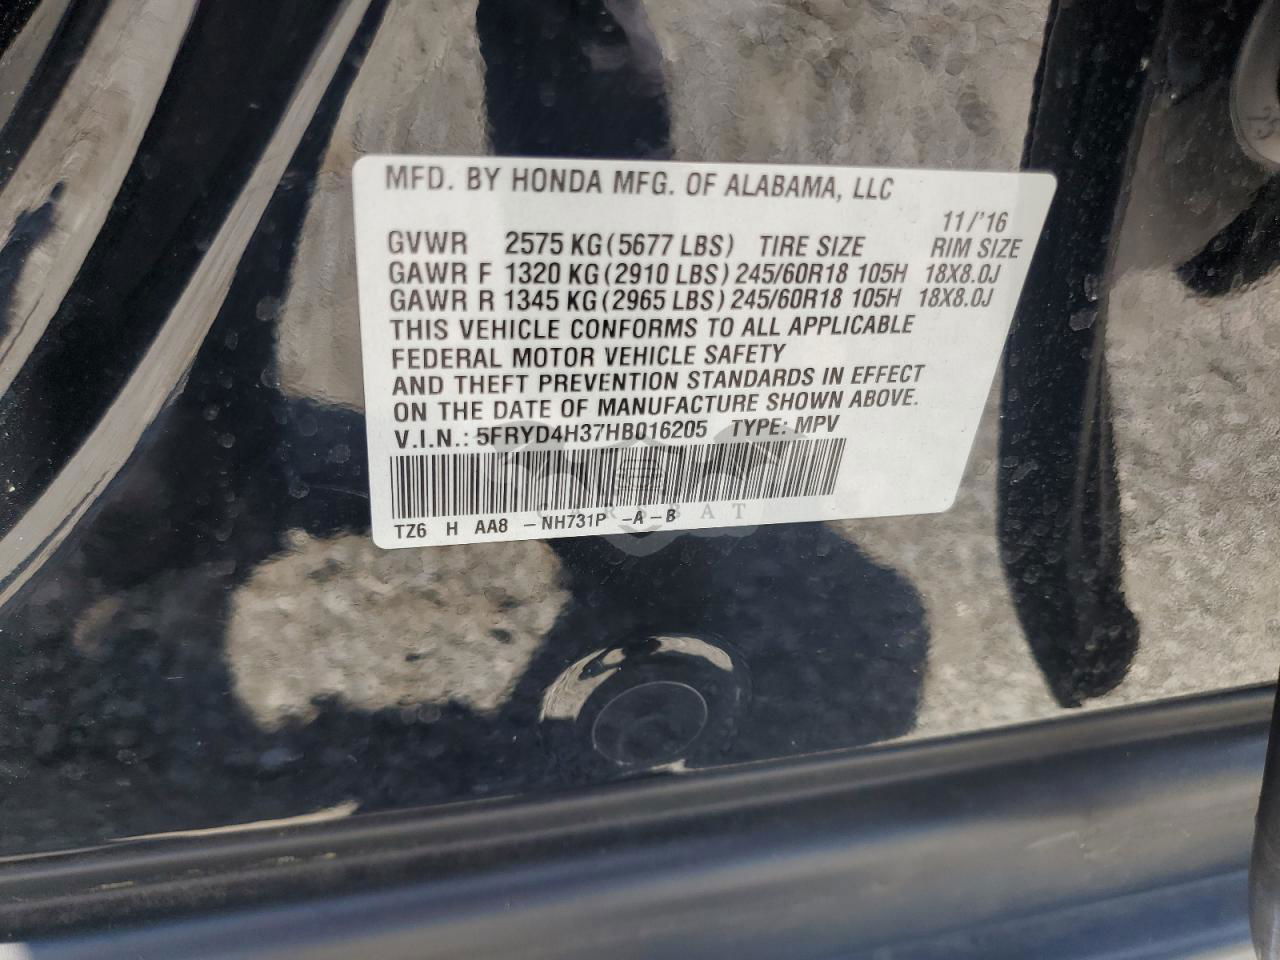 MFD. BY HONDA MFG. OF ALABAMA, LLC
11/'16
GVWR 2575 KG (5677 LBS) TIRE SIZE RIM SIZE
GAWR F 1320 KG (2910 LBS) 245/60R18 105H 18X8.0J
GAWR R 1345 KG (2965 LBS) 245/60R18 105H 18X8.0J
THIS VEHICLE CONFORMS TO ALL APPLICABLE
FEDERAL MOTOR VEHICLE SAFETY
AND THEFT PREVENTION STANDARDS IN EFFECT
ON THE DATE OF MANUFACTURE SHOWN ABOVE.
V.I.N.: 5FRYD4H37HB016205 TYPE: MPV
TZ6 H AA8 -NH731P -A -B